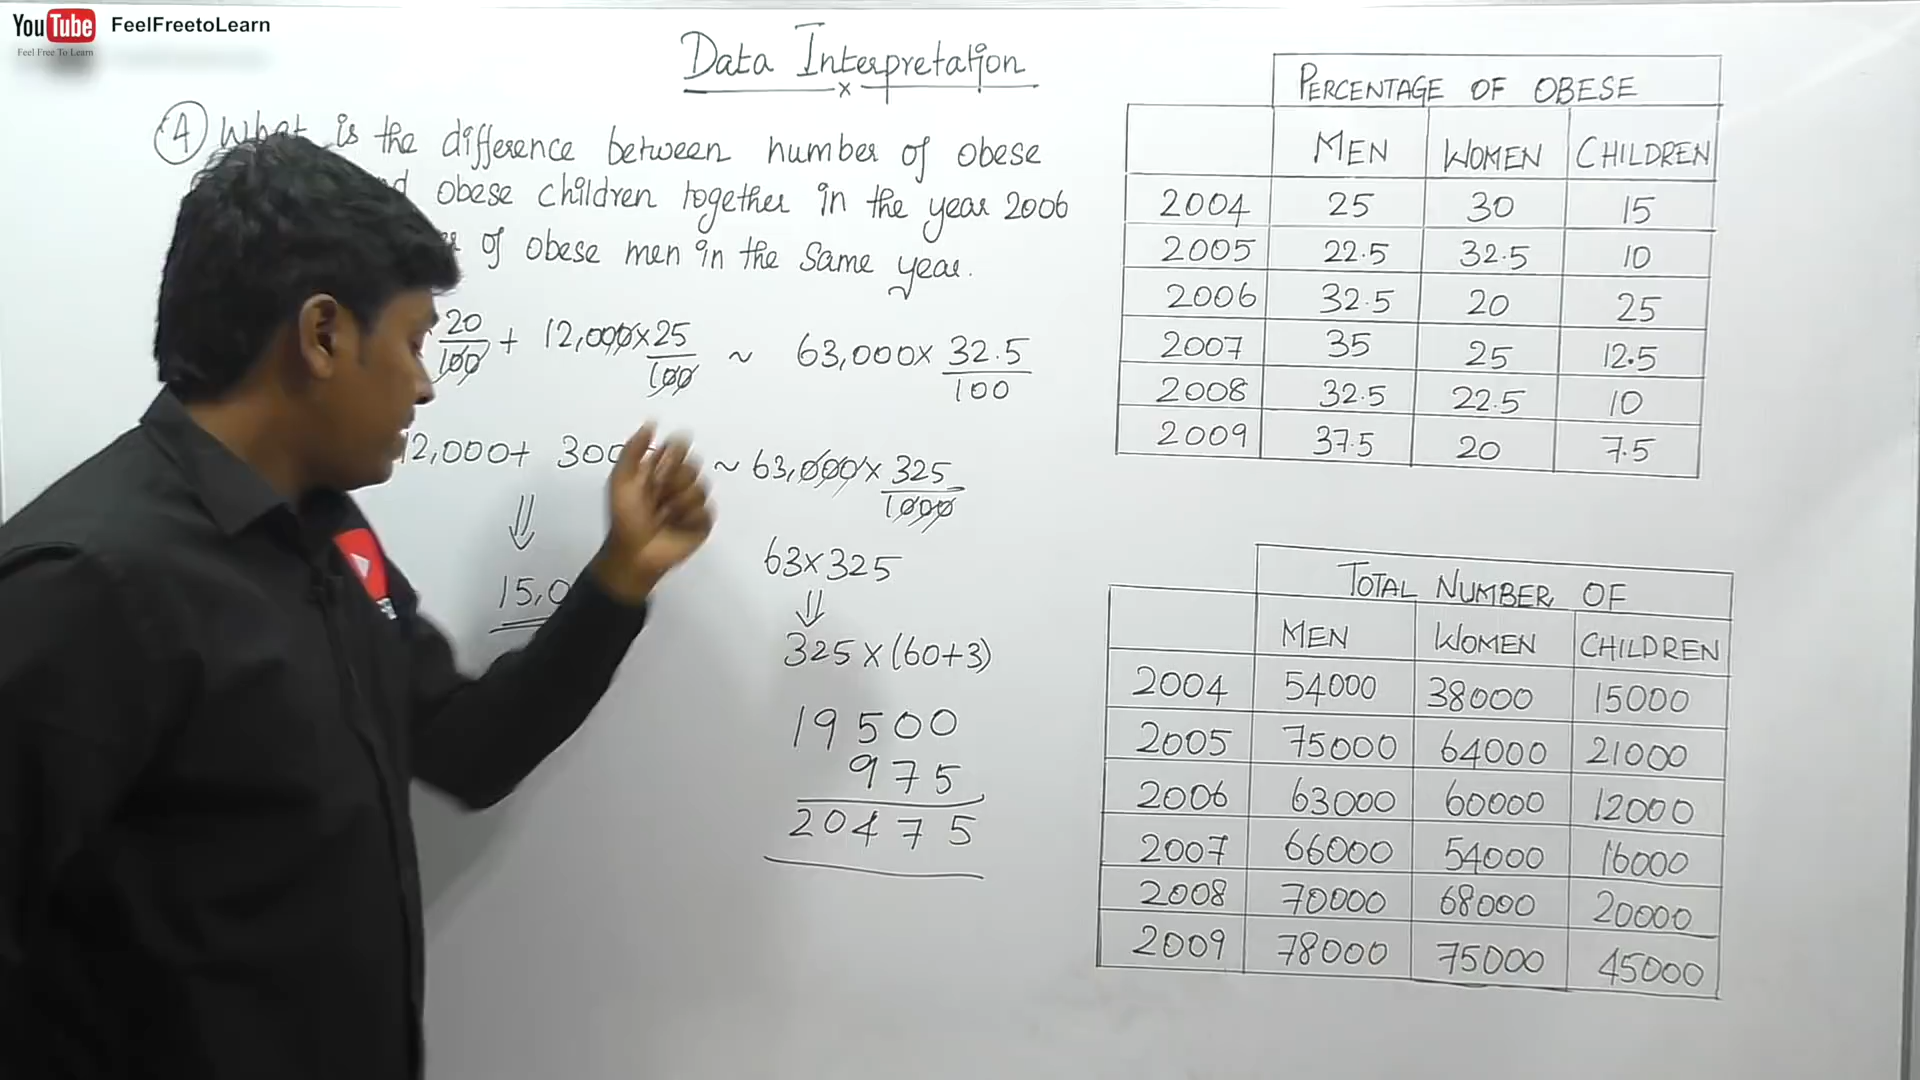 YouTube FeelFreetoLearn
Feel Free To Learn
Data Interpretation
x
4 What is the difference between number of obese
obese children together in the year 2006
of obese men in the same year.
20/100 + 12,000 x 25/100 ~ 63,000 x 32.5/100
12,000 + 300 ~ 63,000 x 325/1000
⇓
15,0
63x325
⇓
325 x (60+3)
19500
975
20475
PERCENTAGE OF OBESE
MEN WOMEN CHILDREN
2004 25 30 15
2005 22.5 32.5 10
2006 32.5 20 25
2007 35 25 12.5
2008 32.5 22.5 10
2009 37.5 20 7.5
TOTAL NUMBER OF
MEN WOMEN CHILDREN
2004 54000 38000 15000
2005 75000 64000 21000
2006 63000 60000 12000
2007 66000 54000 16000
2008 70000 68000 20000
2009 78000 75000 45000